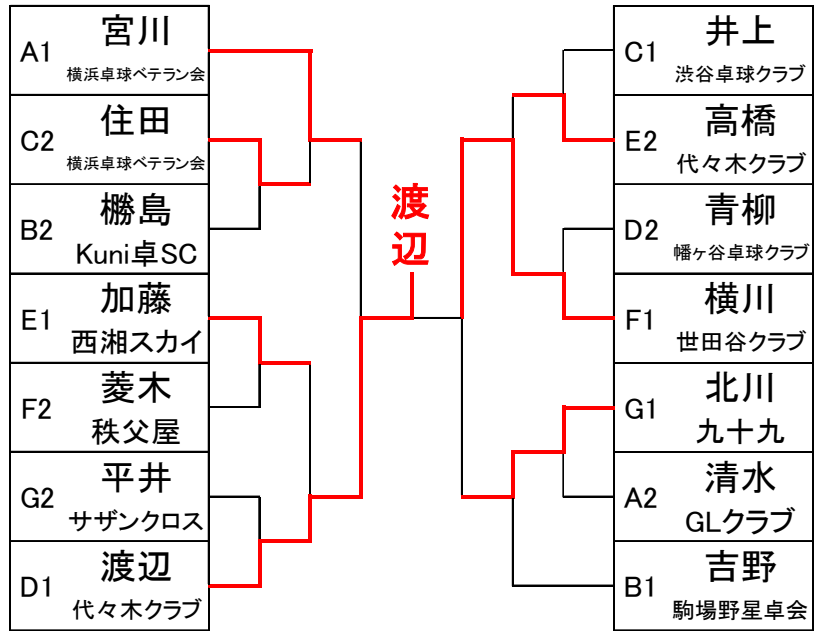 A1 宮川
横浜卓球ベテラン会
C2 住田
横浜卓球ベテラン会
B2 橳島
Kuni卓SC
E1 加藤
西湘スカイ
F2 菱木
秩父屋
G2 平井
サザンクロス
D1 渡辺
代々木クラブ
渡辺
C1 井上
渋谷卓球クラブ
E2 高橋
代々木クラブ
D2 青柳
幡ヶ谷卓球クラブ
F1 横川
世田谷クラブ
G1 北川
九十九
A2 清水
GLクラブ
B1 吉野
駒場野星卓会